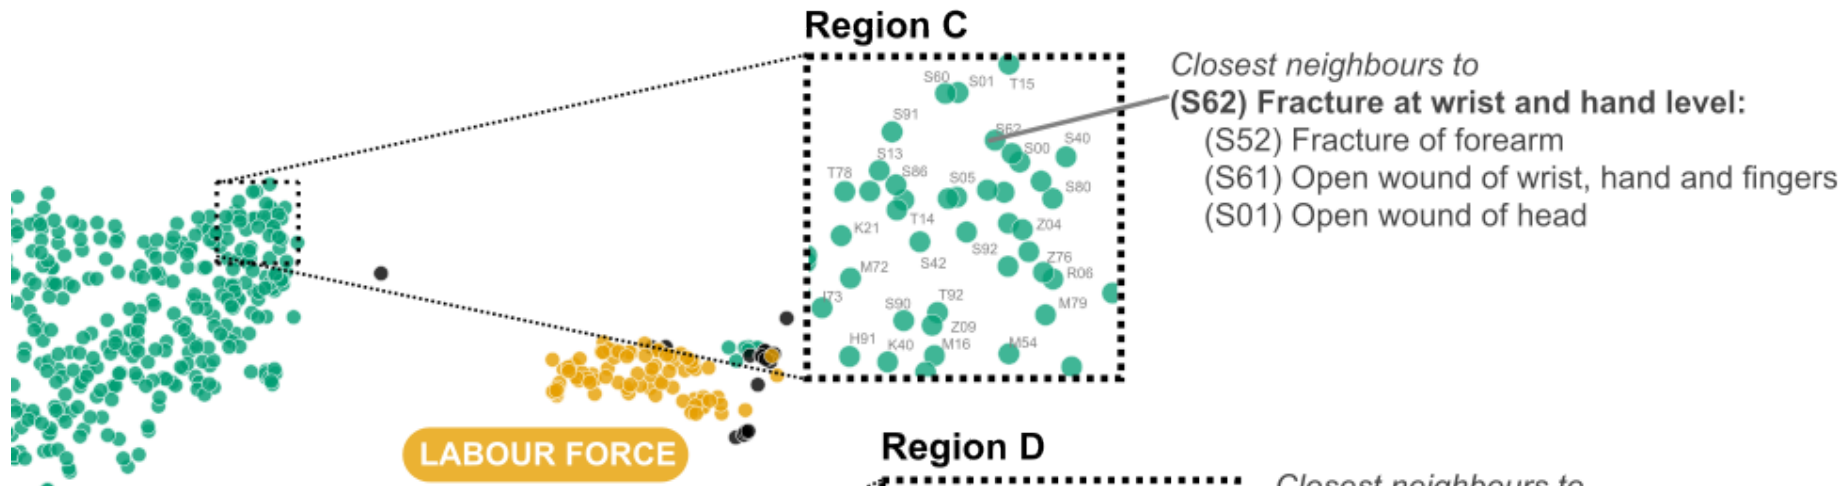 Region C
Closest neighbours to
(S62) Fracture at wrist and hand level:
(S52) Fracture of forearm
(S61) Open wound of wrist, hand and fingers
(S01) Open wound of head
S60
S01
T15
S91
S62
S40
S00
S13
S86
T78
S05
S80
T14
K21
Z04
S92
S42
Z76
M72
R06
I73
S90
T92
M79
Z09
H91
K40
M16
M54
LABOUR FORCE
Region D
Closest neighbours to